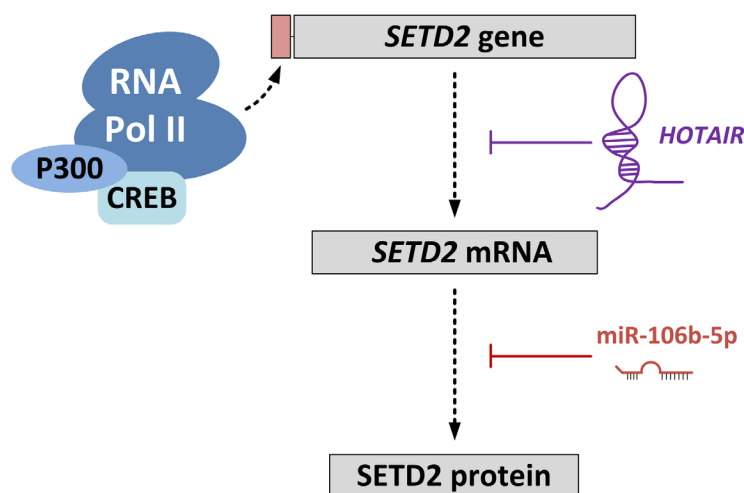 SETD2 gene
RNA
Pol II
P300
CREB
HOTAIR
SETD2 mRNA
miR-106b-5p
SETD2 protein